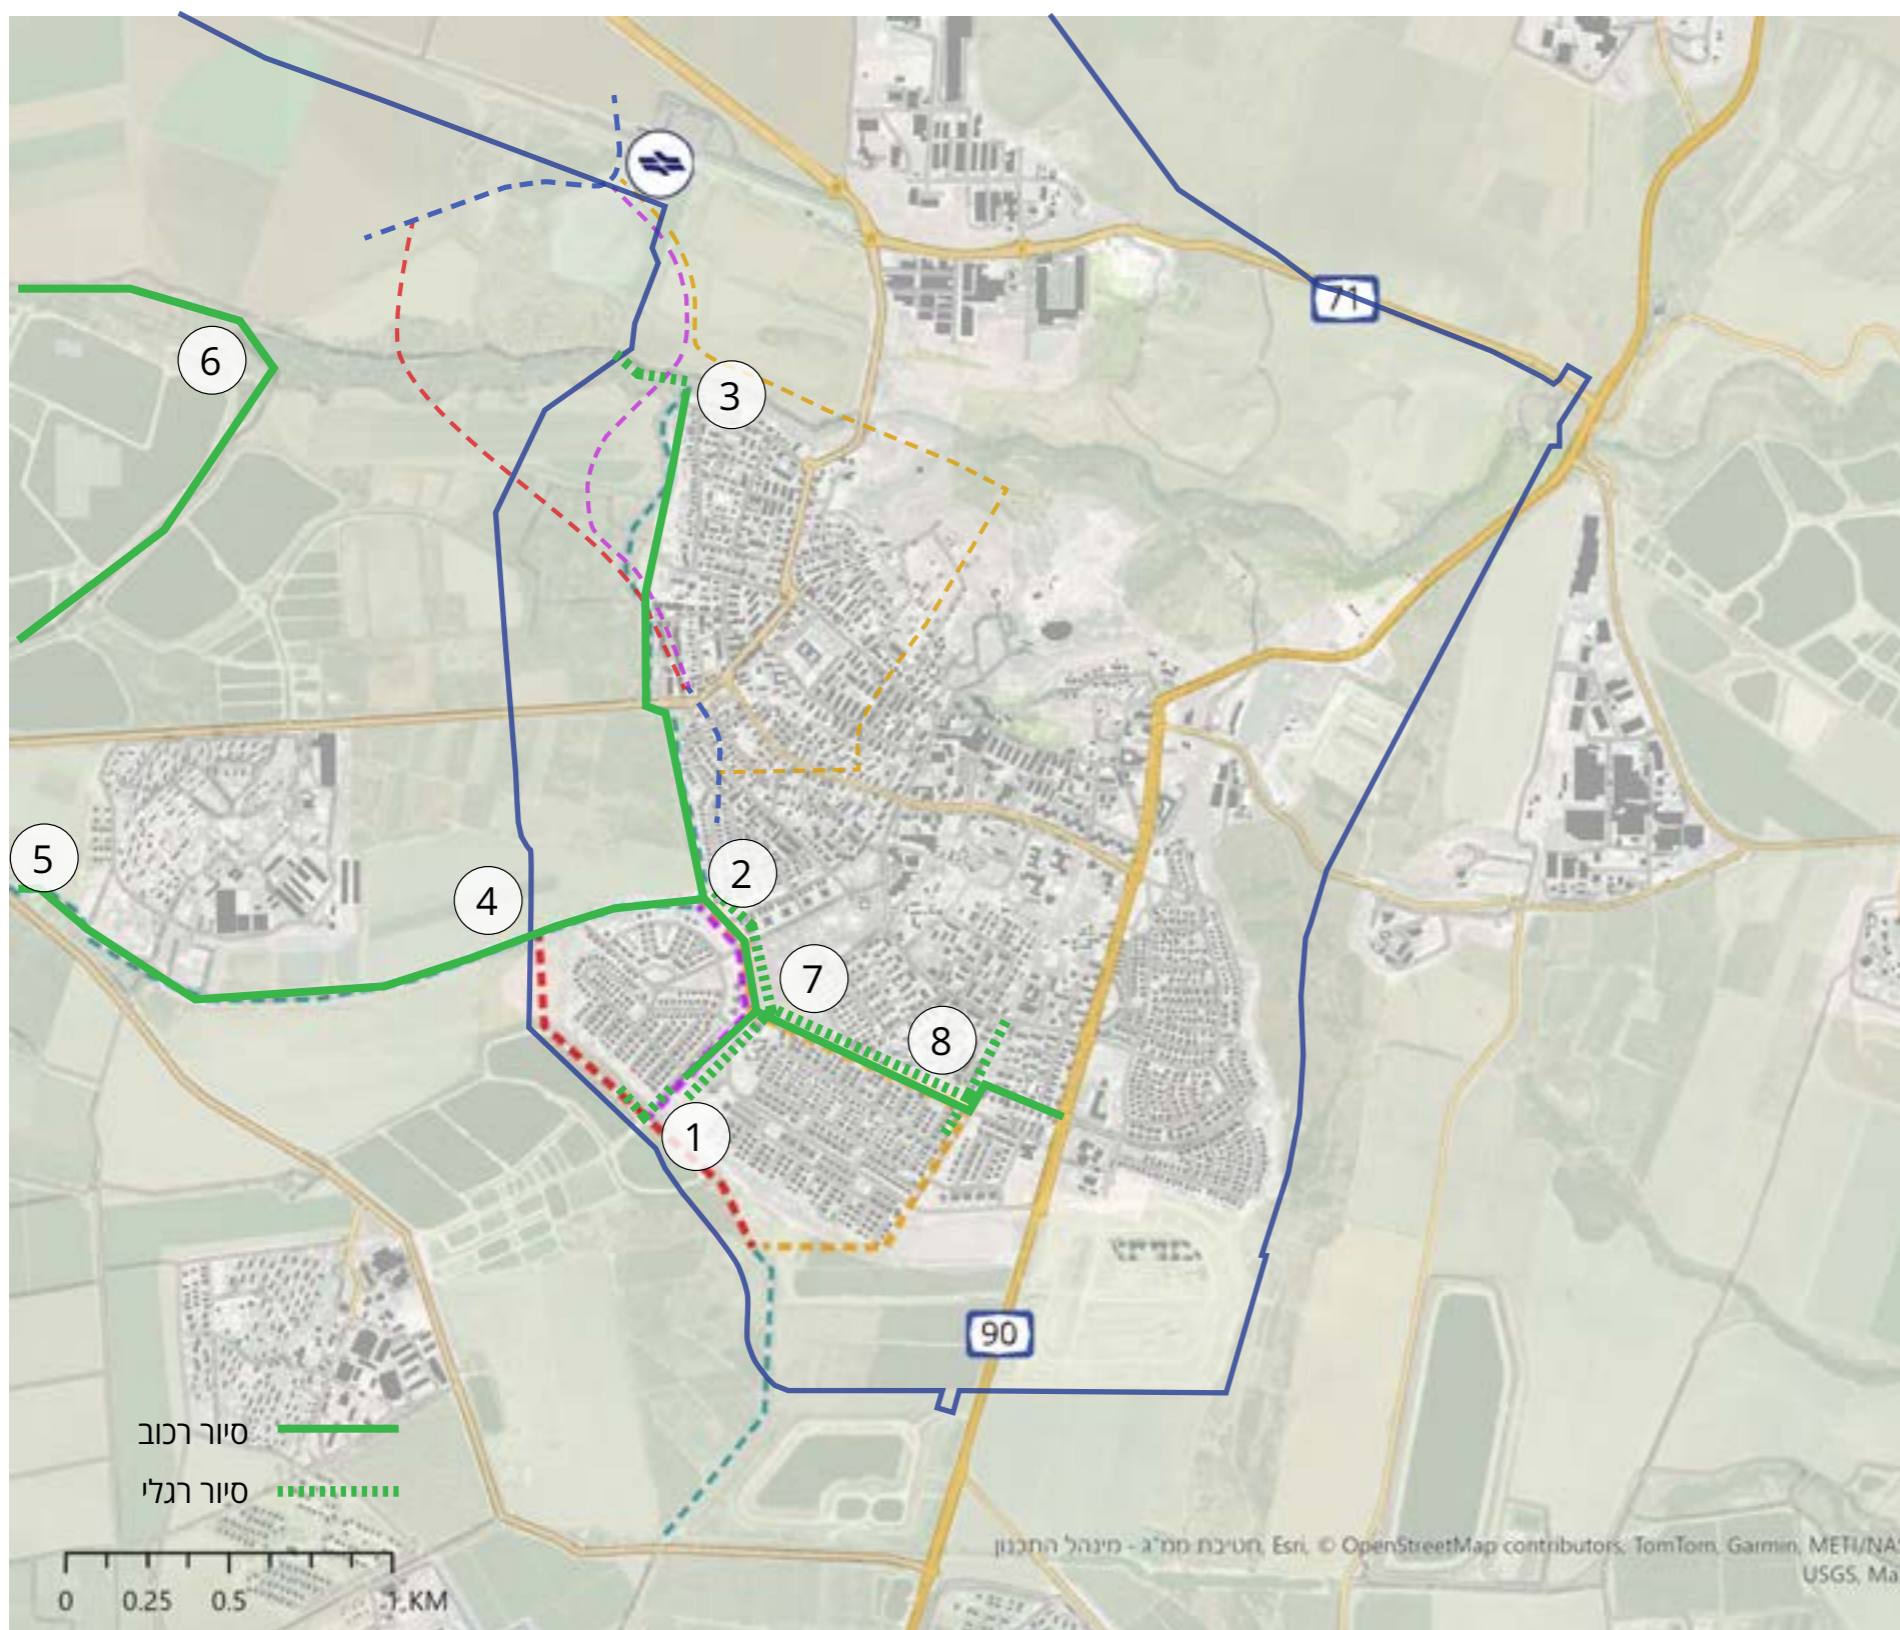 71
6
3
5
2
4
7
8
1
90
סיור רכוב
סיור רגלי
חטיבת ממ"ג - מינהל התכנון, Esri, © OpenStreetMap contributors, TomTom, Garmin, METI/NA
USGS, Ma
0 0.25 0.5 1 KM